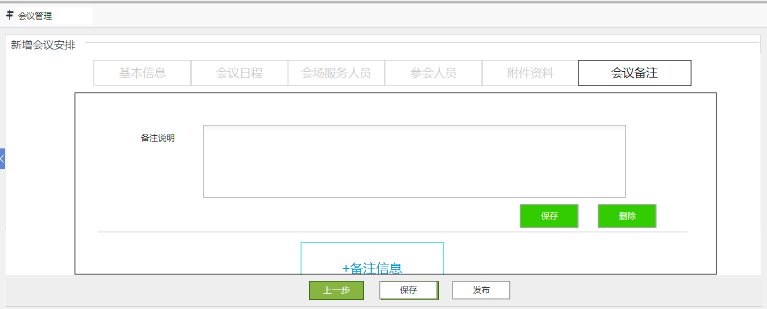 会议管理
新增会议安排
基本信息 会议日程 会场服务人员 参会人员 附件资料 会议备注
备注说明
保存 删除
+备注信息
上一步 保存 发布